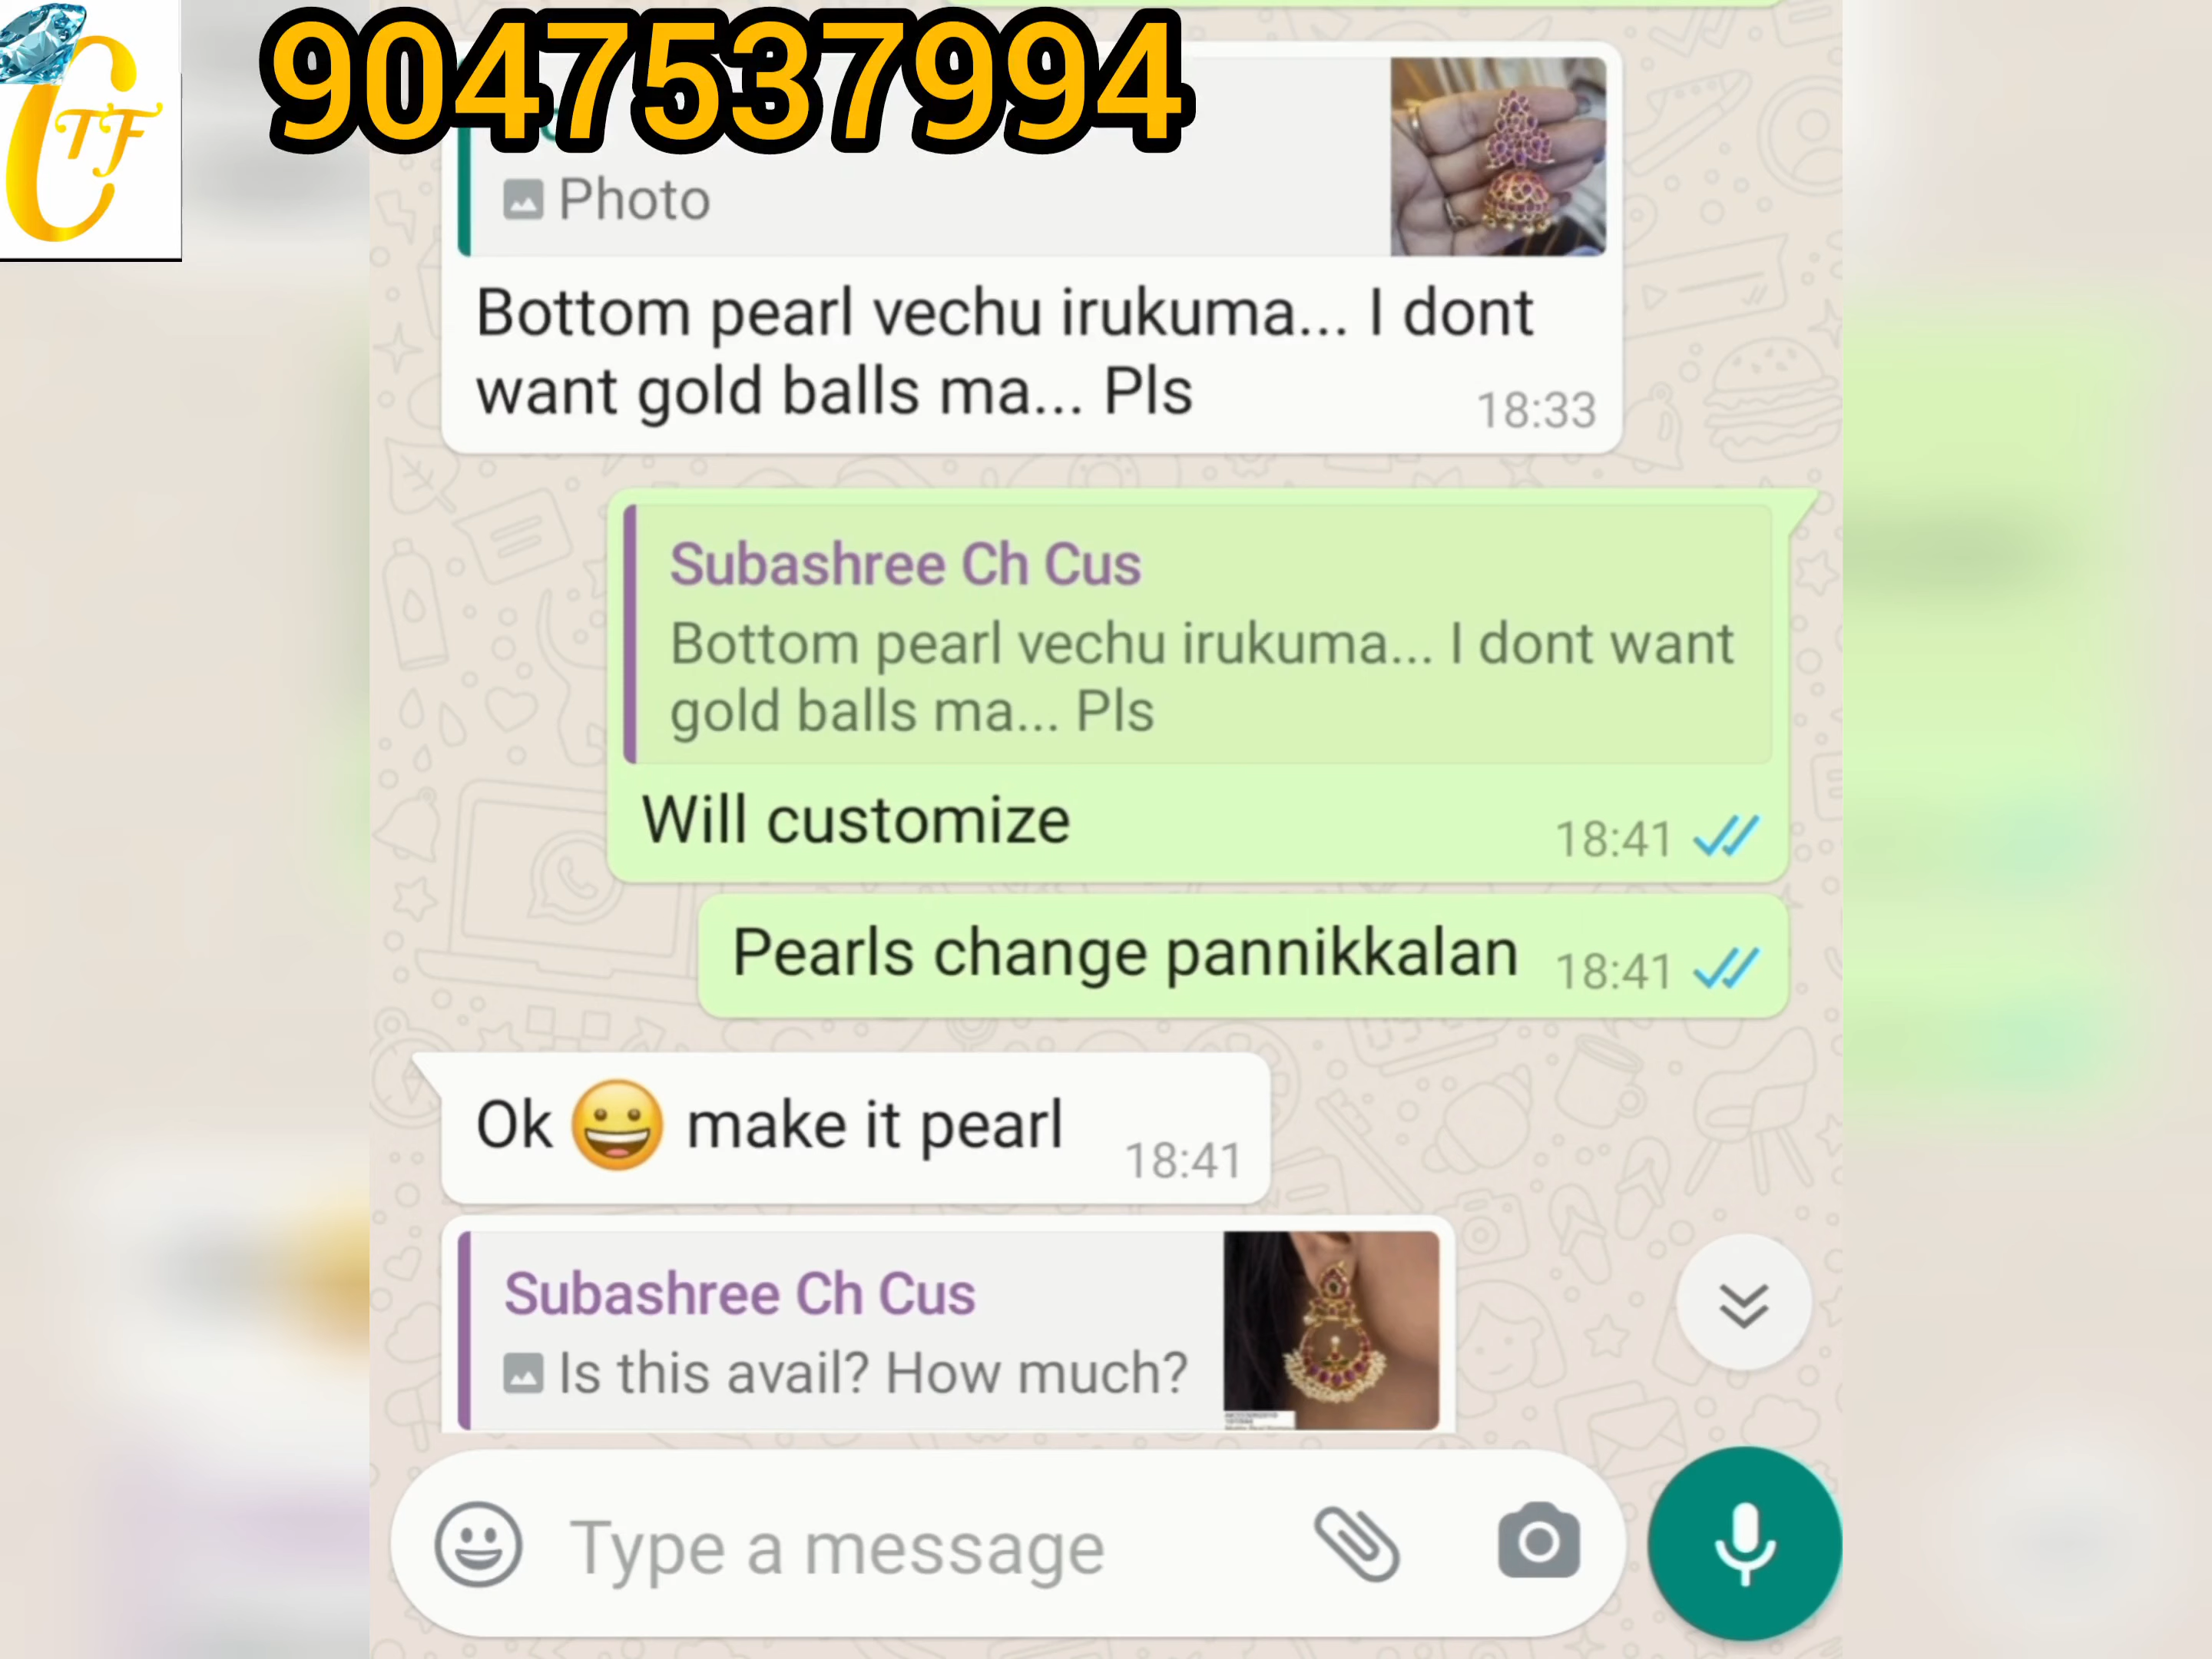 CTF
9047537994
Photo
Bottom pearl vechu irukuma... I dont
want gold balls ma... Pls
18:33
Subashree Ch Cus
Bottom pearl vechu irukuma... I dont want
gold balls ma... Pls
Will customize
18:41
Pearls change pannikkalan 18:41
Ok 😀 make it pearl
18:41
Subashree Ch Cus
Is this avail? How much?
Type a message